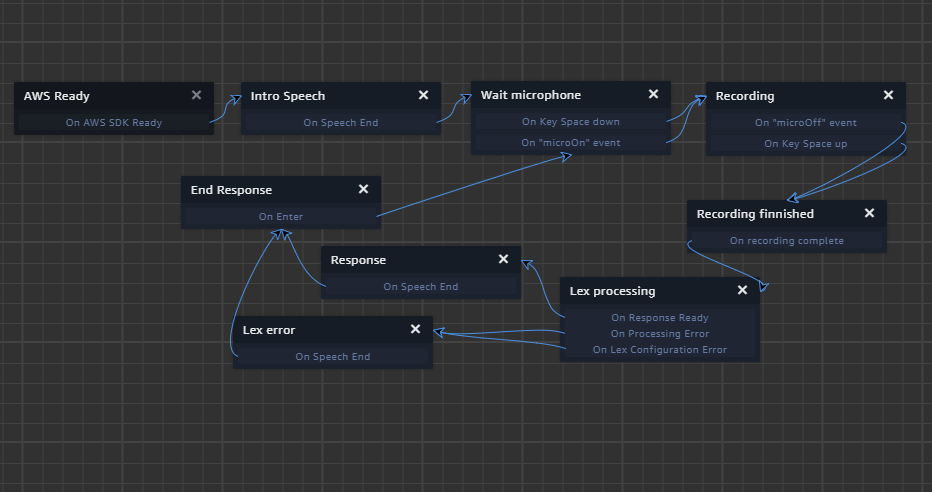 AWS Ready
On AWS SDK Ready
Intro Speech
On Speech End
Wait microphone
On Key Space down
On "microOn" event
Recording
On "microOff" event
On Key Space up
End Response
On Enter
Recording finnished
On recording complete
Response
On Speech End
Lex processing
On Response Ready
On Processing Error
On Lex Configuration Error
Lex error
On Speech End